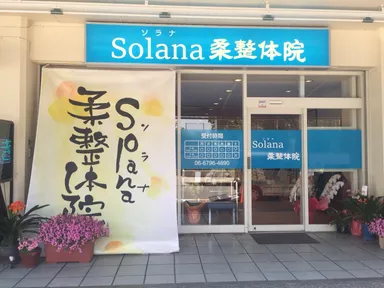 ソラナ
Solana 柔整体院
Solana
ソラナ
柔整体院
受付時間
06-6796-4890
Solana
柔整体院